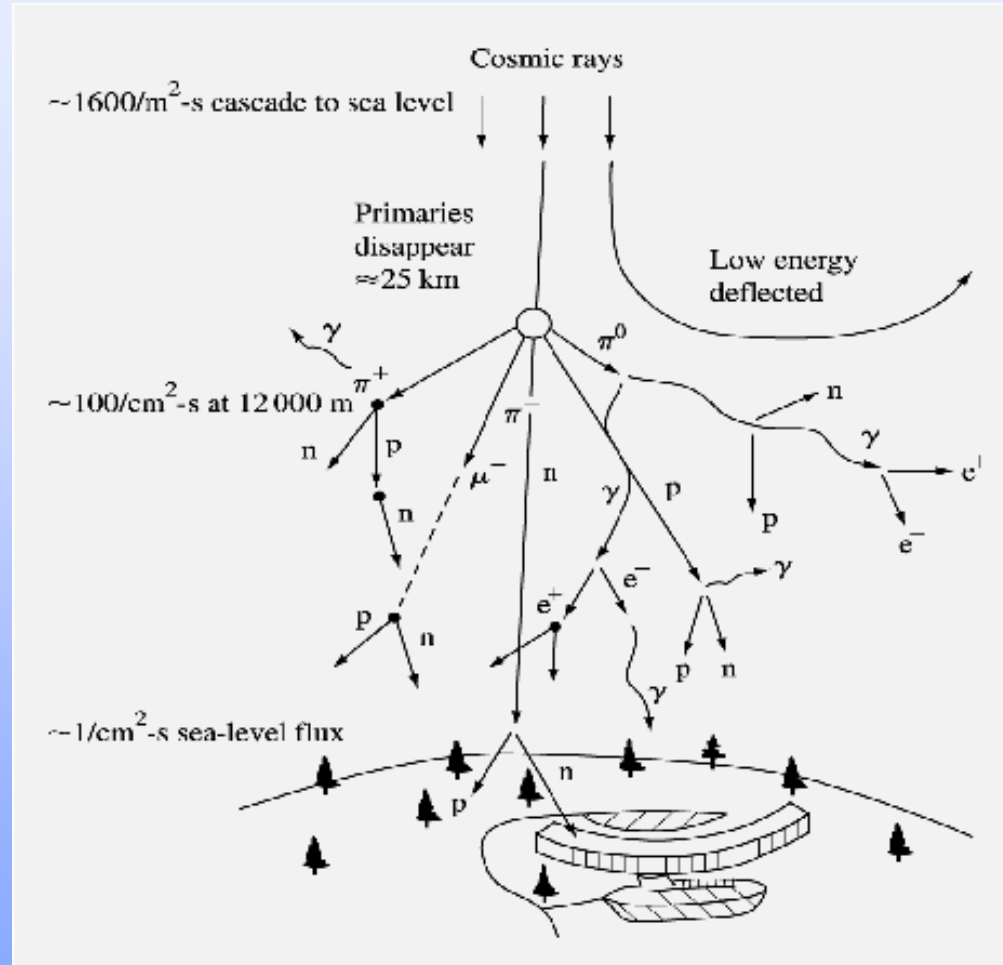 Cosmic rays
~1600/m²-s cascade to sea level
Primaries
disappear
≈25 km
Low energy
deflected
γ
π⁰
π⁺
~100/cm²-s at 12 000 m
π⁻
n
n
p
μ⁻
n
γ
p
γ
e⁺
n
p
e⁻
e⁺
e⁻
γ
p
n
p
n
γ
~1/cm²-s sea-level flux
n
p